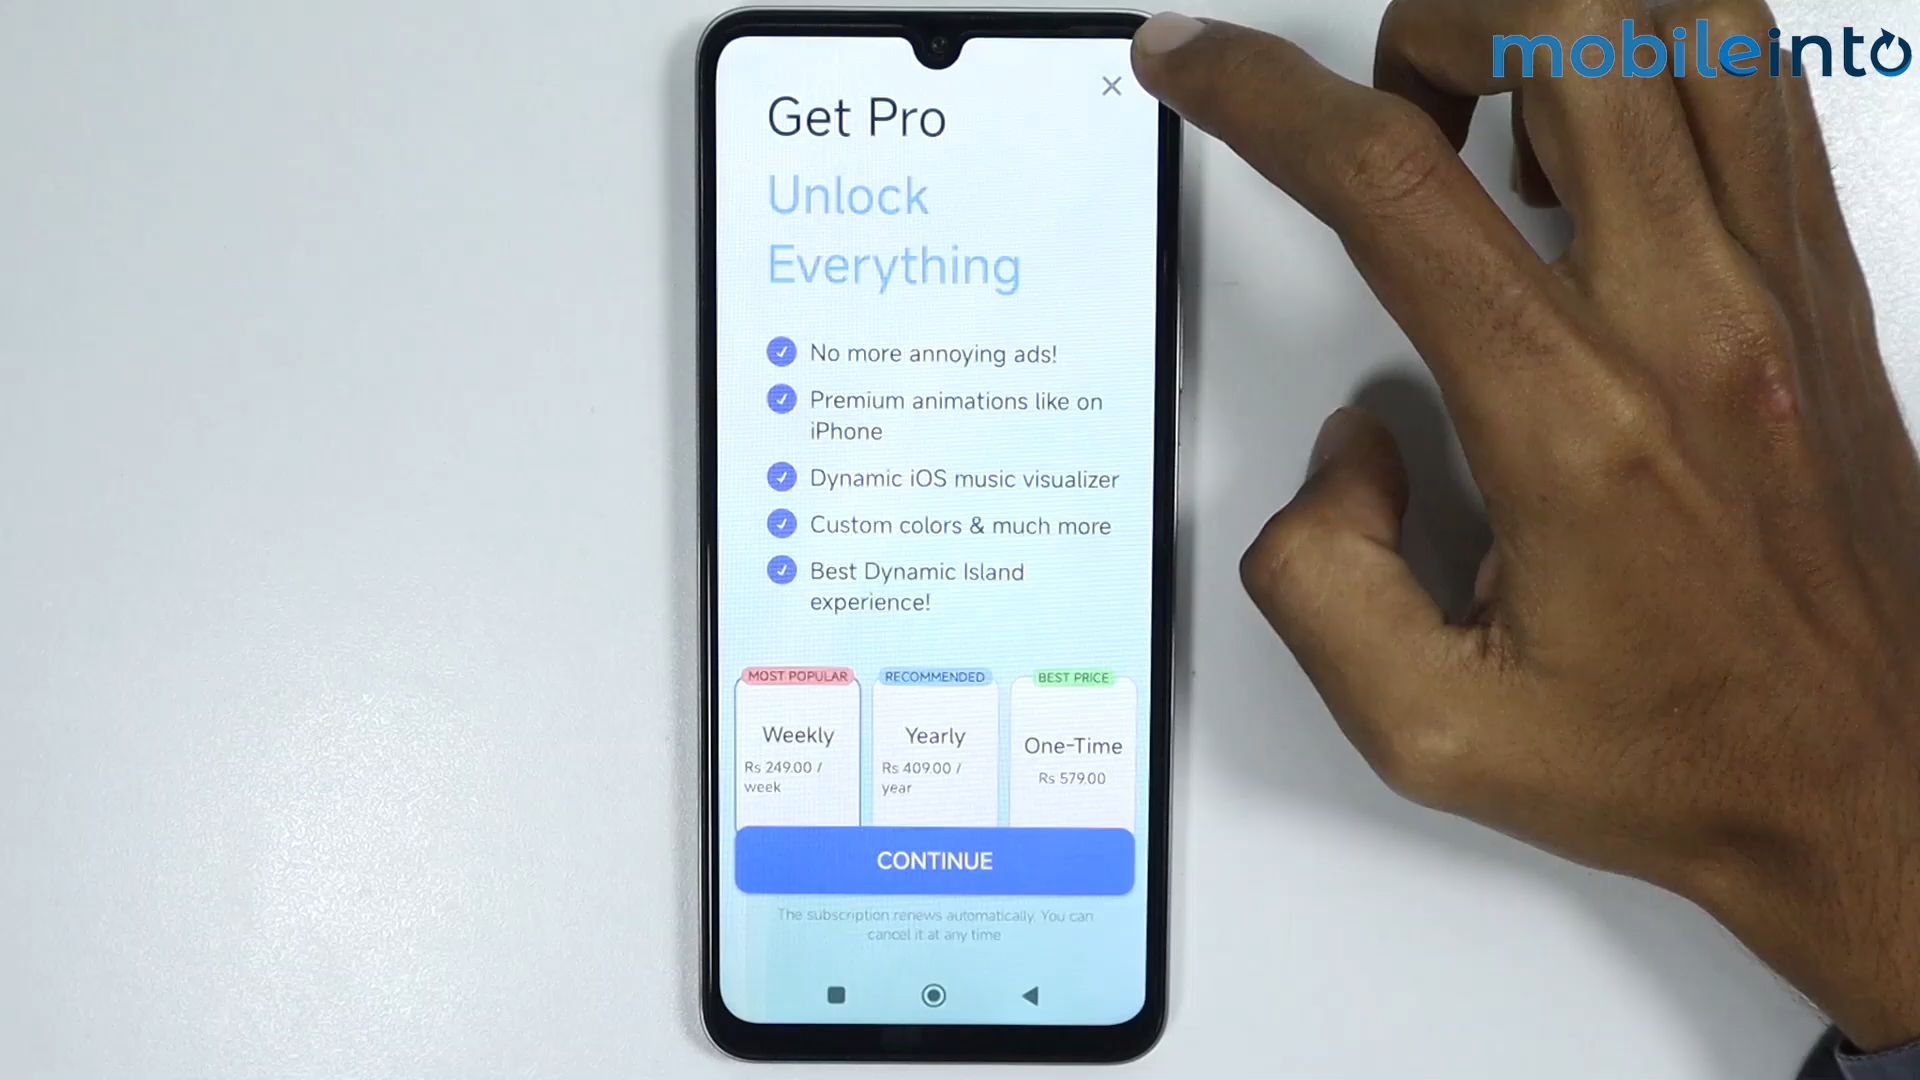 mobileinto
Get Pro
Unlock
Everything
No more annoying ads!
Premium animations like on
iPhone
Dynamic iOS music visualizer
Custom colors & much more
Best Dynamic Island
experience!
MOST POPULAR
Weekly
Rs 249.00 /
week
RECOMMENDED
Yearly
Rs 409.00 /
year
BEST PRICE
One-Time
Rs 579.00
CONTINUE
The subscription renews automatically. You can
cancel it at any time